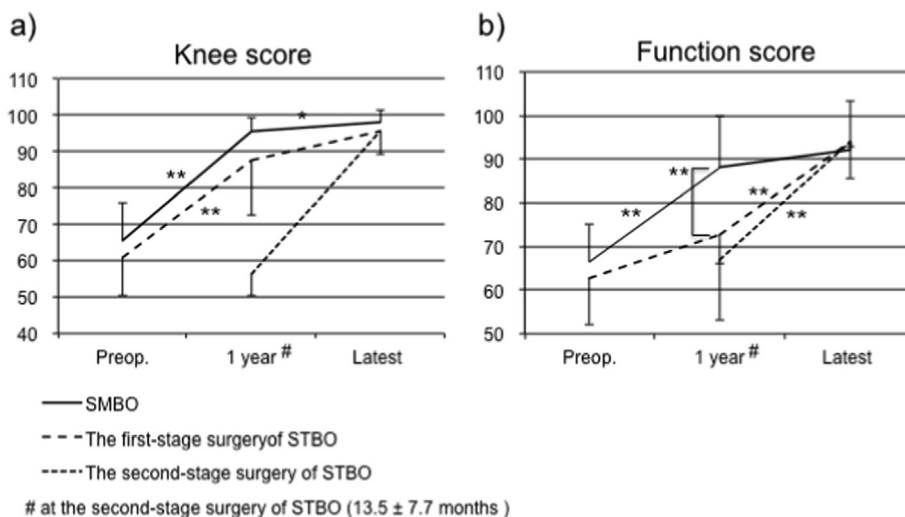 a)
Knee score
110
100
90
80
70
60
50
40
*
**
**
Preop. 1 year # Latest
b)
Function score
110
100
90
80
70
60
50
**
**
**
**
Preop. 1 year # Latest
SMBO
The first-stage surgeryof STBO
The second-stage surgery of STBO
# at the second-stage surgery of STBO (13.5 ± 7.7 months )